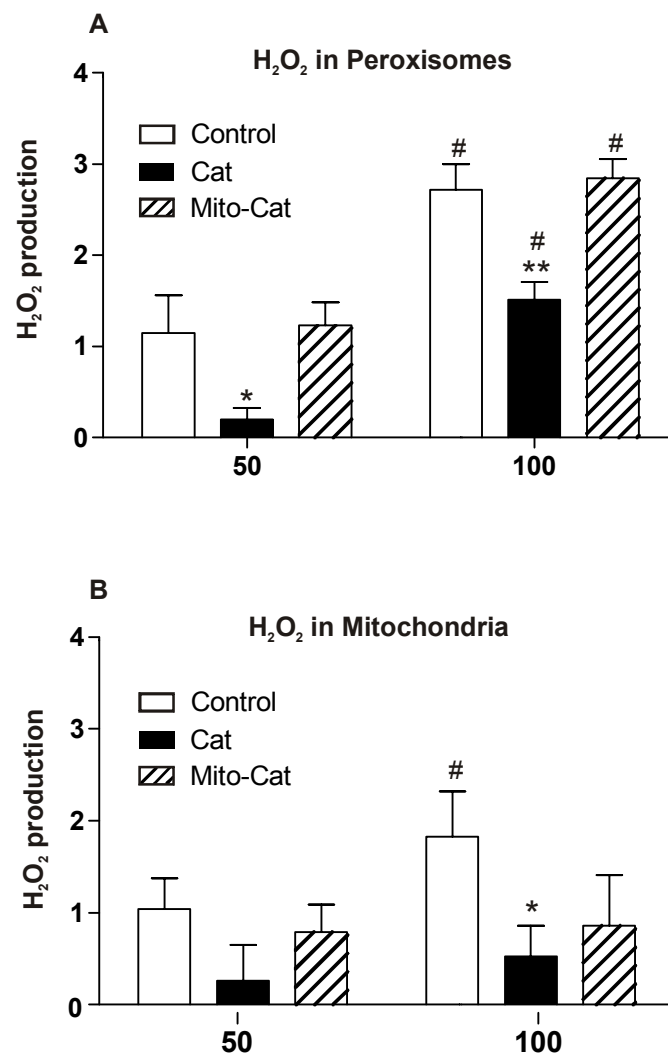 A
H₂O₂ in Peroxisomes
H₂O₂ production
4
3
2
1
0
Control
Cat
Mito-Cat
*
#
#
**
#
50
100
B
H₂O₂ in Mitochondria
H₂O₂ production
4
3
2
1
0
Control
Cat
Mito-Cat
#
*
50
100